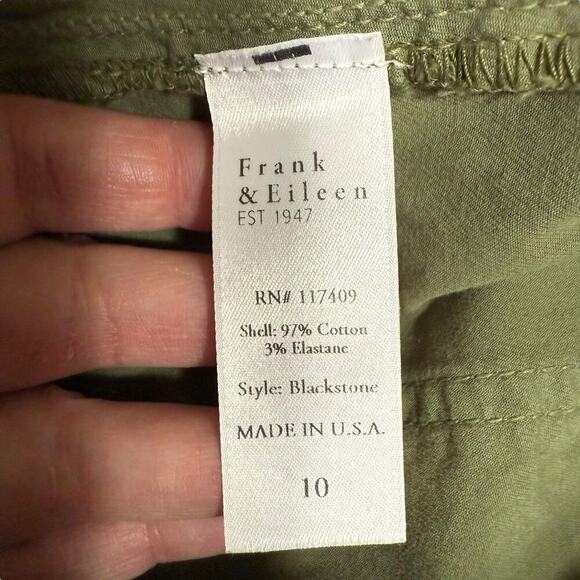 Frank
& Eileen
EST 1947
RN# 117409
Shell: 97% Cotton
3% Elastane
Style: Blackstone
MADE IN U.S.A.
10